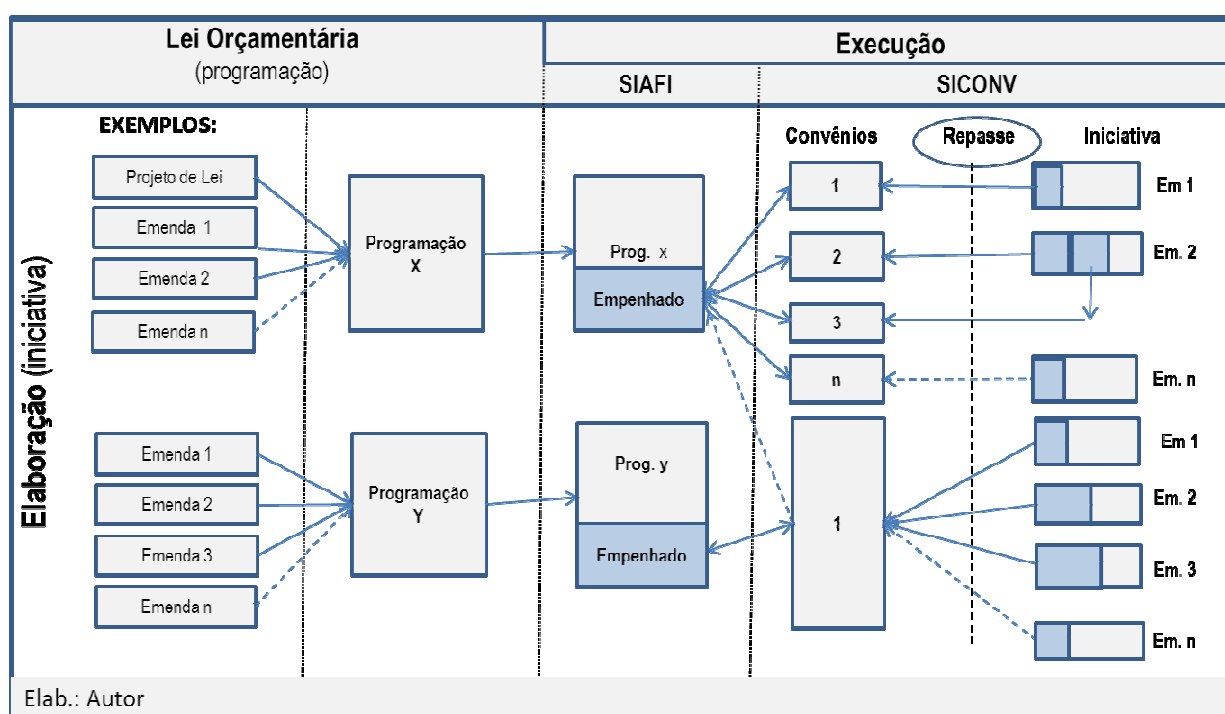 Lei Orçamentária
(programação)
Execução
SIAFI
SICONV
Elaboração (iniciativa)
EXEMPLOS:
Projeto de Lei
Emenda 1
Emenda 2
Emenda n
Programação
X
Prog. x
Empenhado
Convênios
Repasse
Iniciativa
1
Em 1
2
Em. 2
3
n
Em. n
Emenda 1
Emenda 2
Emenda 3
Emenda n
Programação
Y
Prog. y
Empenhado
1
Em 1
Em. 2
Em. 3
Em. n
Elab.: Autor